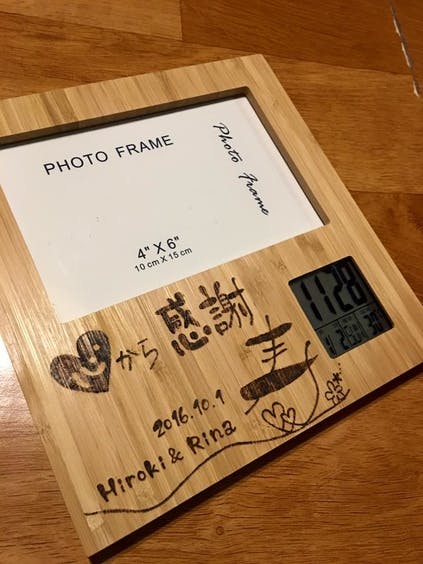 PHOTO FRAME
Photo Frame
4" X 6"
10 cm X 15 cm
から 感謝
寿
2016.10.1
Hiroki & Rina
11:28